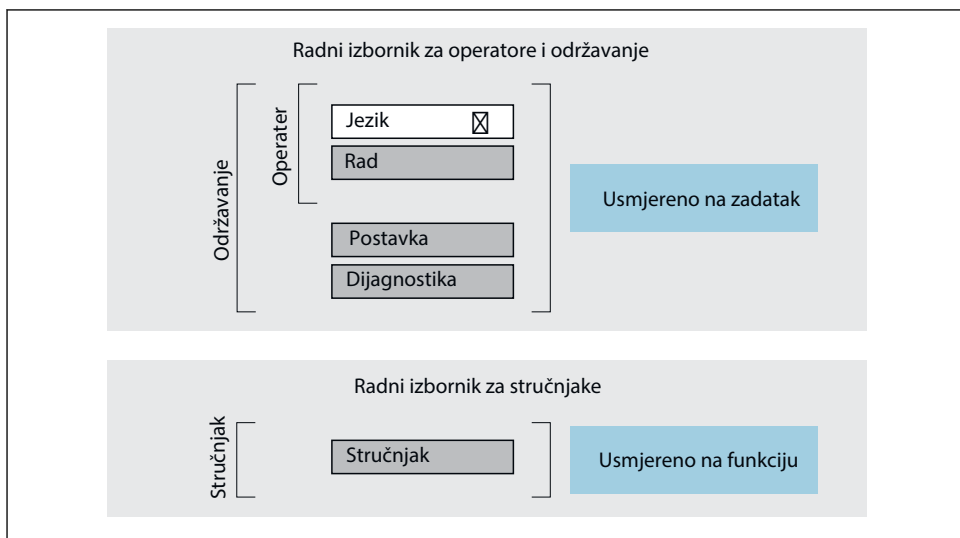 Radni izbornik za operatore i održavanje
Održavanje
Operater
Jezik
Rad
Postavka
Dijagnostika
Usmjereno na zadatak
Radni izbornik za stručnjake
Stručnjak
Stručnjak
Usmjereno na funkciju